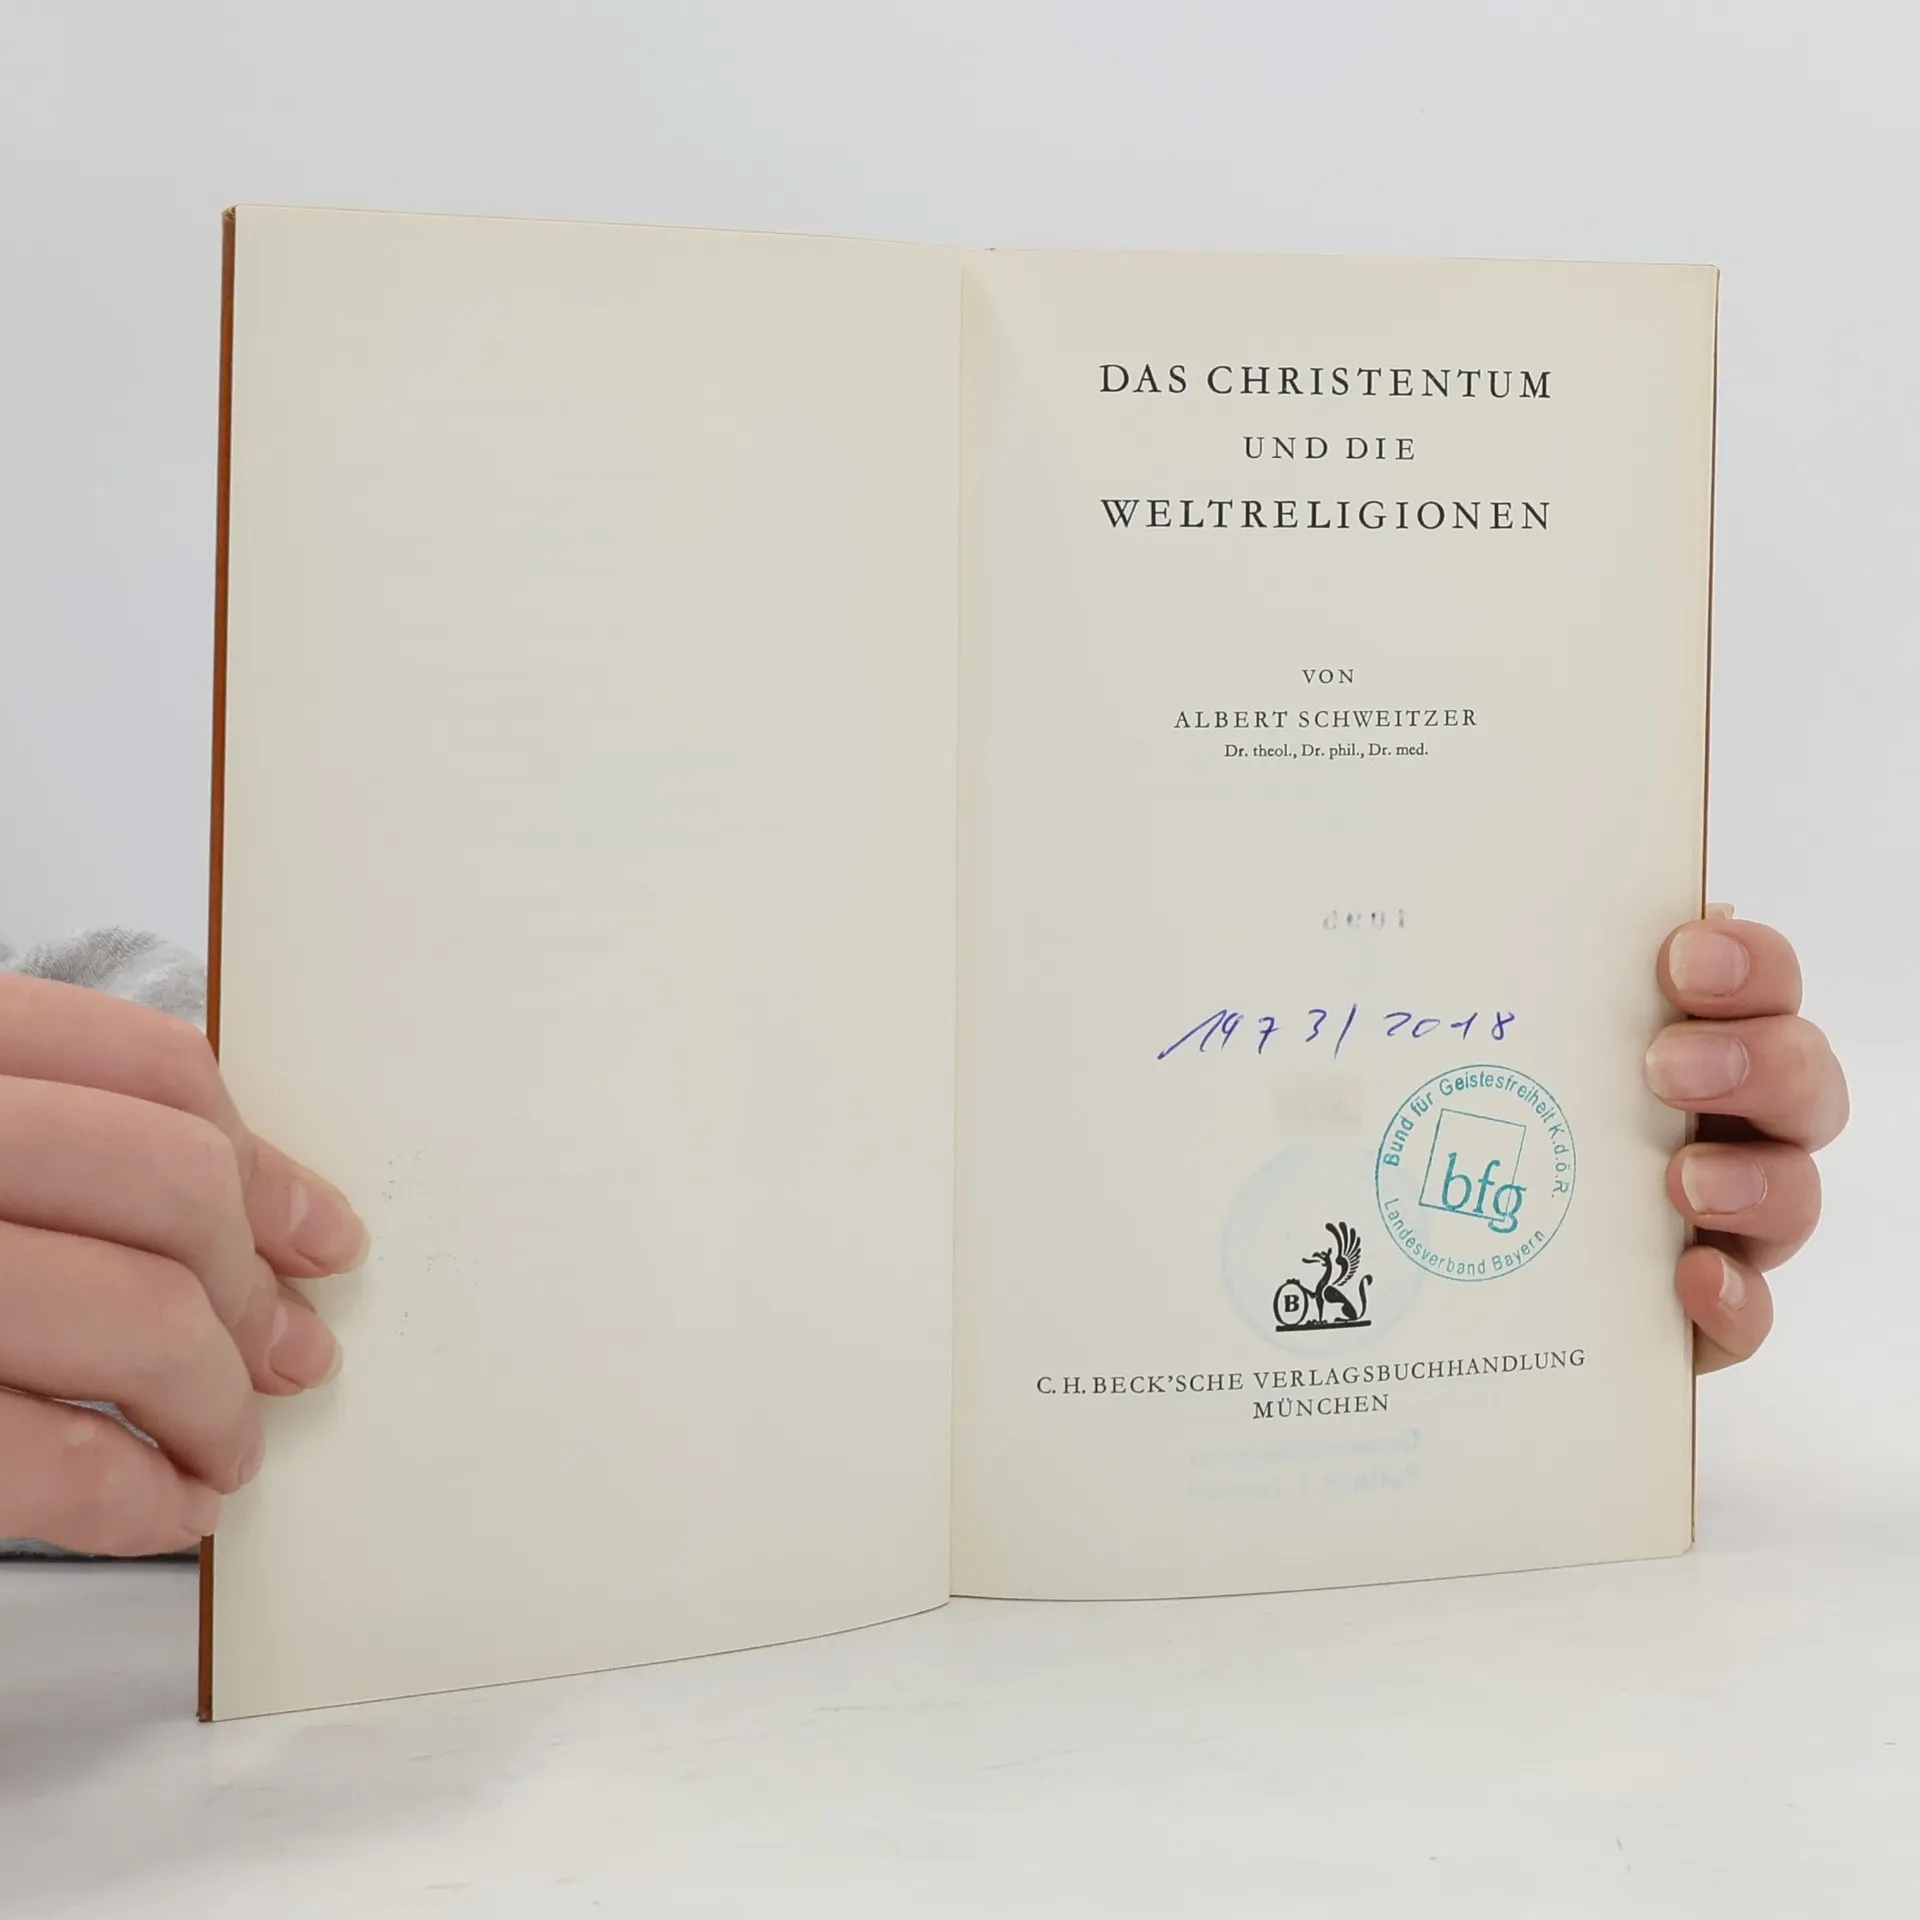 DAS CHRISTENTUM
UND DIE
WELTRELIGIONEN
VON
ALBERT SCHWEITZER
Dr. theol., Dr. phil., Dr. med.
1973/2018
Bund für Geistesfreiheit K.d.ö.R.
bfg
Landesverband Bayern
B
C. H. BECK'SCHE VERLAGSBUCHHANDLUNG
MÜNCHEN